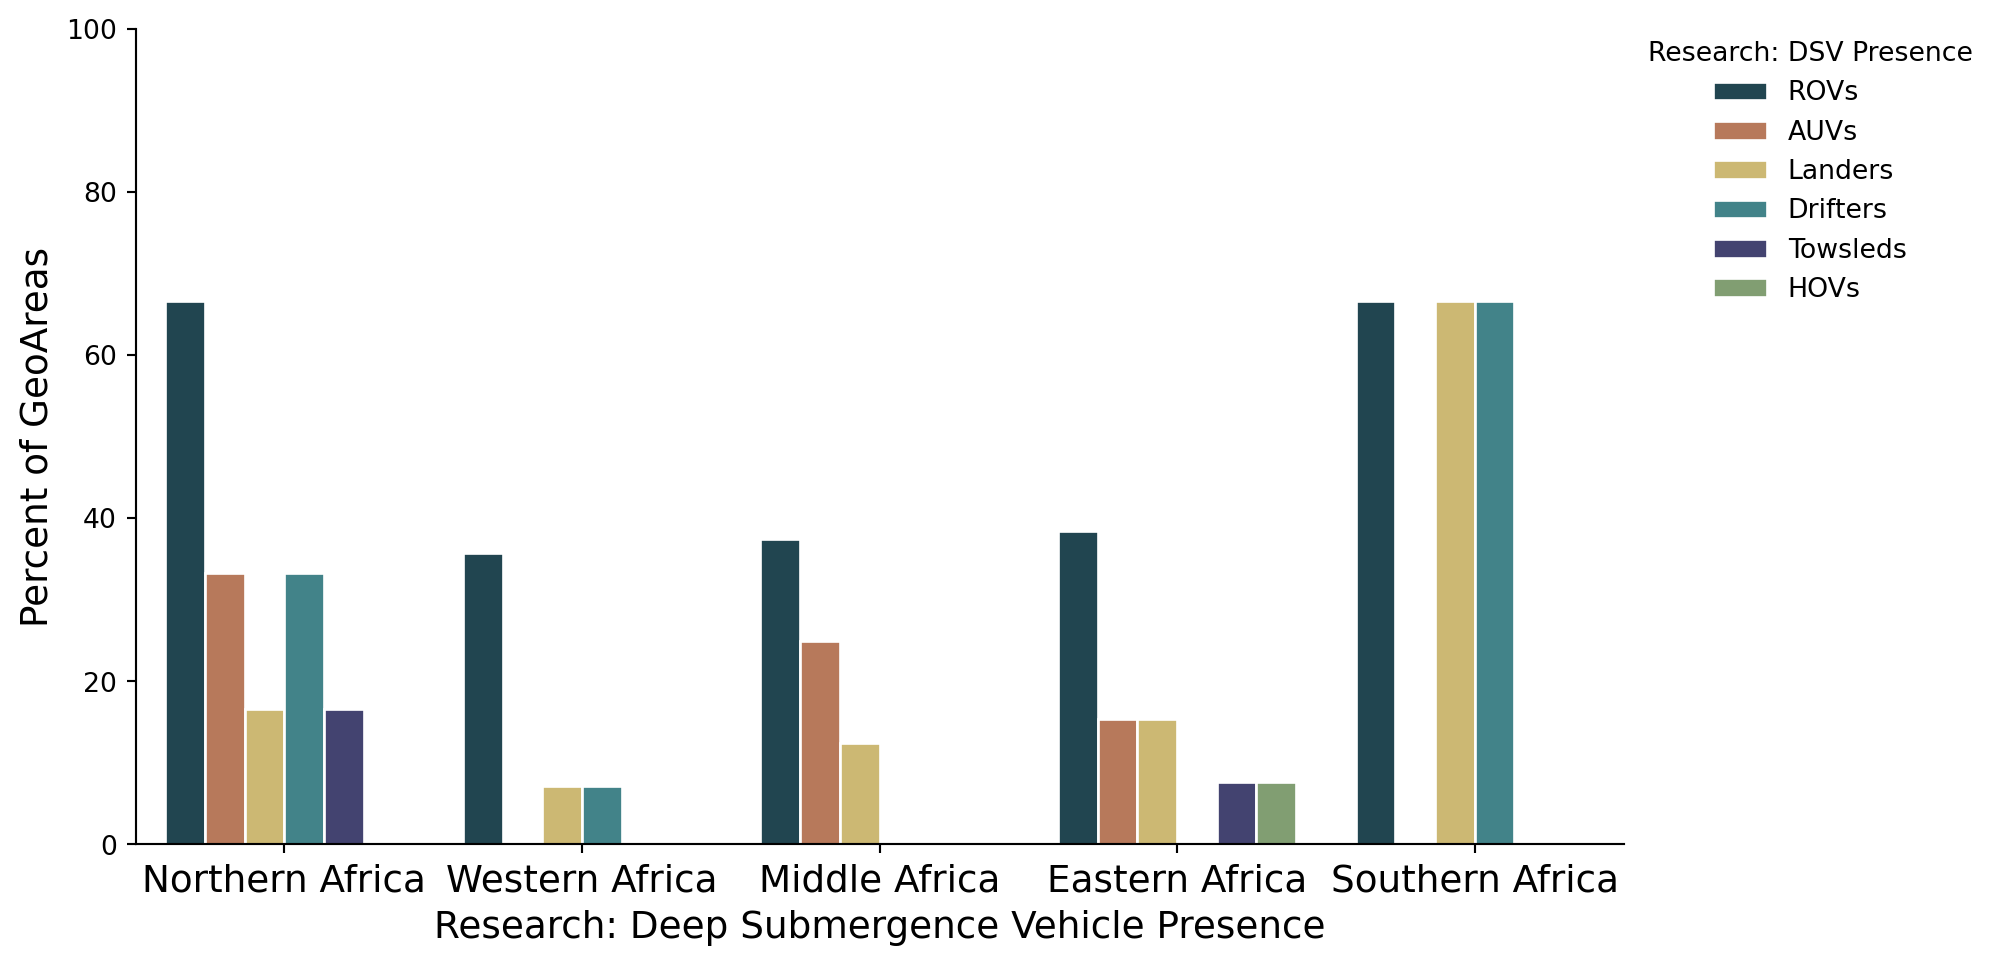 Percent of GeoAreas
100
80
60
40
20
0
Northern Africa
Western Africa
Middle Africa
Eastern Africa
Southern Africa
Research: Deep Submergence Vehicle Presence
Research: DSV Presence
ROVs
AUVs
Landers
Drifters
Towsleds
HOVs